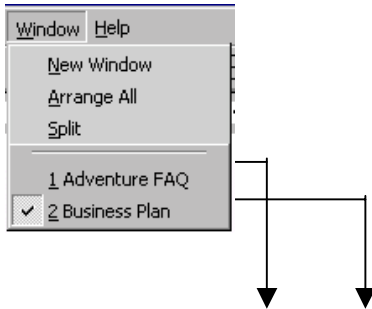 Window Help
New Window
Arrange All
Split
1 Adventure FAQ
2 Business Plan